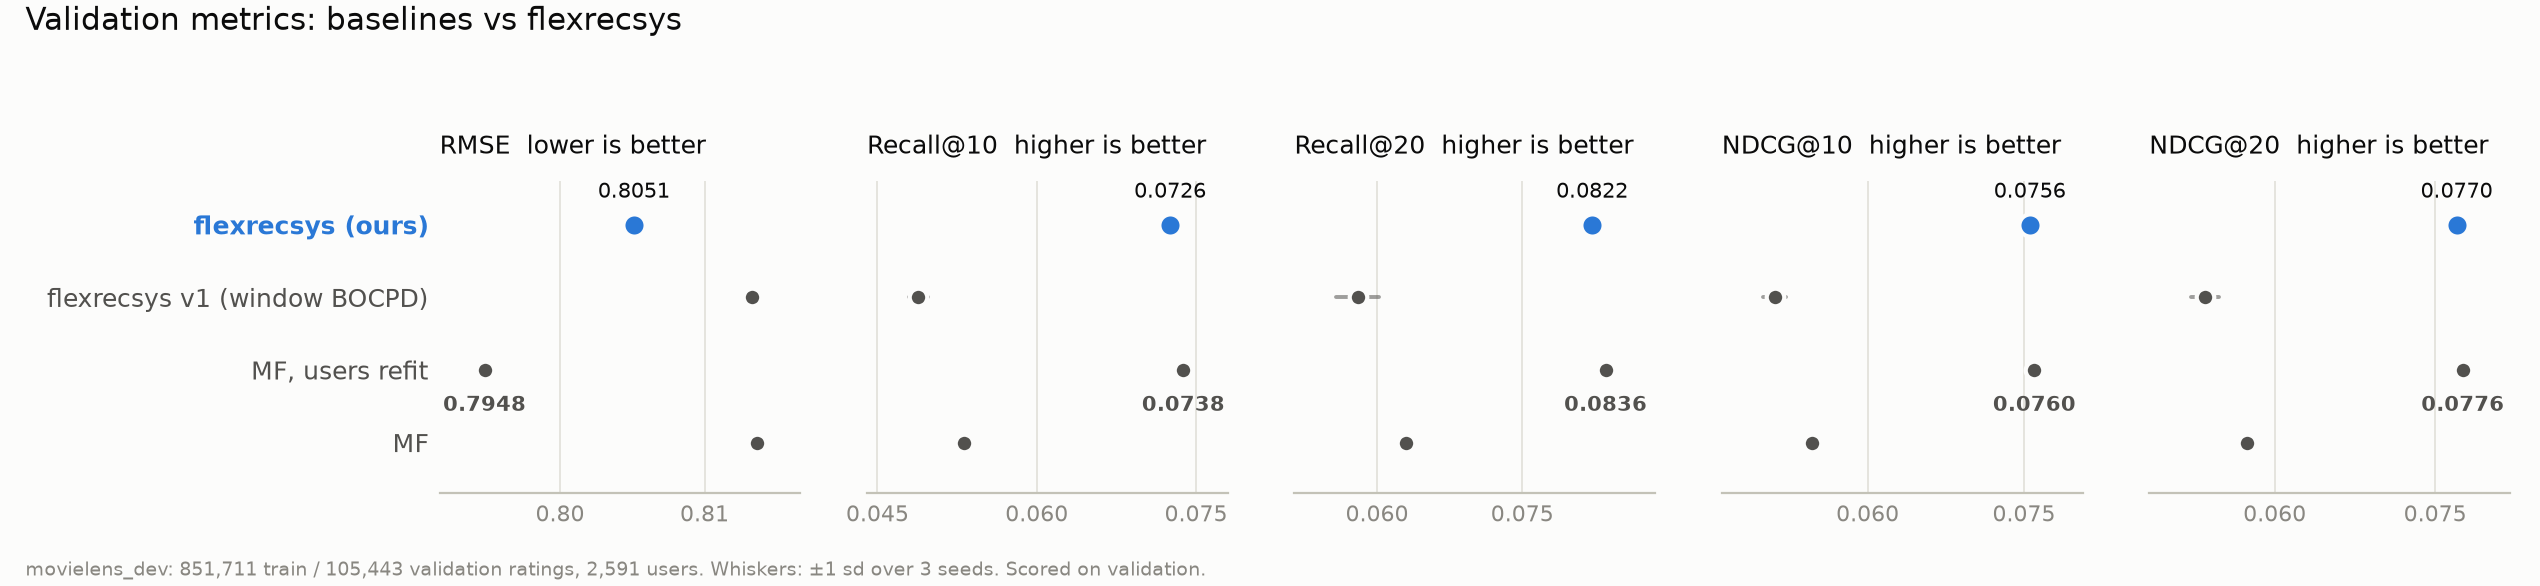 Validation metrics: baselines vs flexrecsys
RMSE lower is better
Recall@10 higher is better
Recall@20 higher is better
NDCG@10 higher is better
NDCG@20 higher is better
0.8051
0.0726
0.0822
0.0756
0.0770
flexrecsys (ours)
flexrecsys v1 (window BOCPD)
MF, users refit
0.7948
0.0738
0.0836
0.0760
0.0776
MF
0.80 0.81
0.045 0.060 0.075
0.060 0.075
0.060 0.075
0.060 0.075
movielens_dev: 851,711 train / 105,443 validation ratings, 2,591 users. Whiskers: ±1 sd over 3 seeds. Scored on validation.